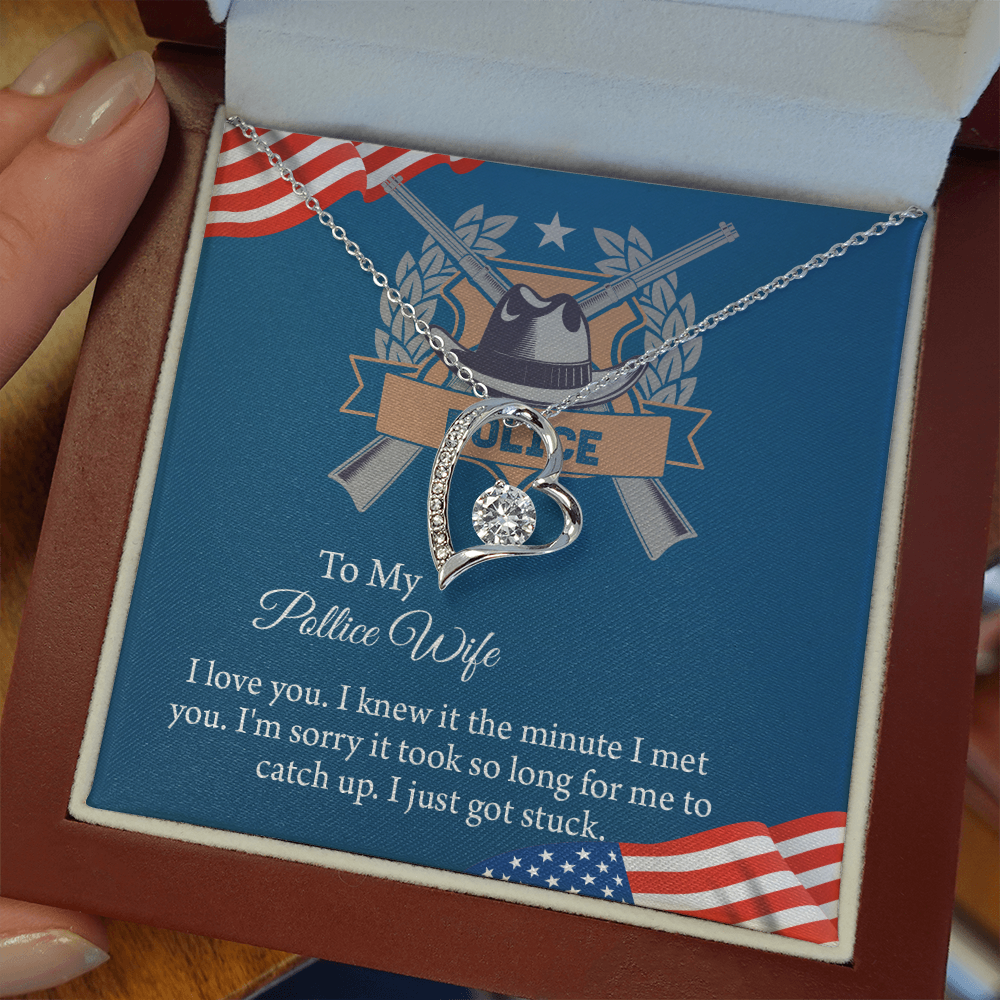 POLICE
To My
Pollice Wife
I love you. I knew it the minute I met
you. I'm sorry it took so long for me to
catch up. I just got stuck.